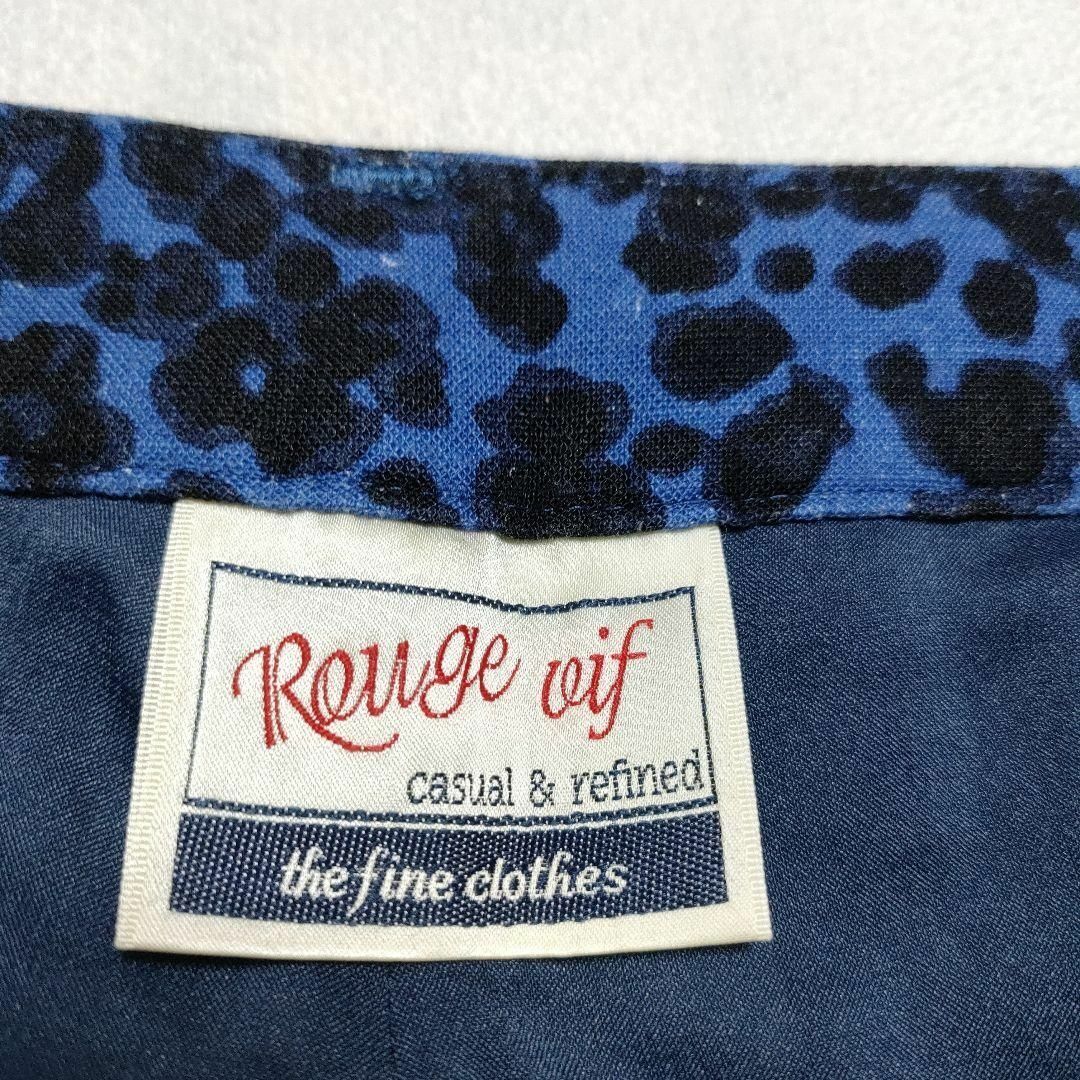 Rouge vif
casual & refined
the fine clothes